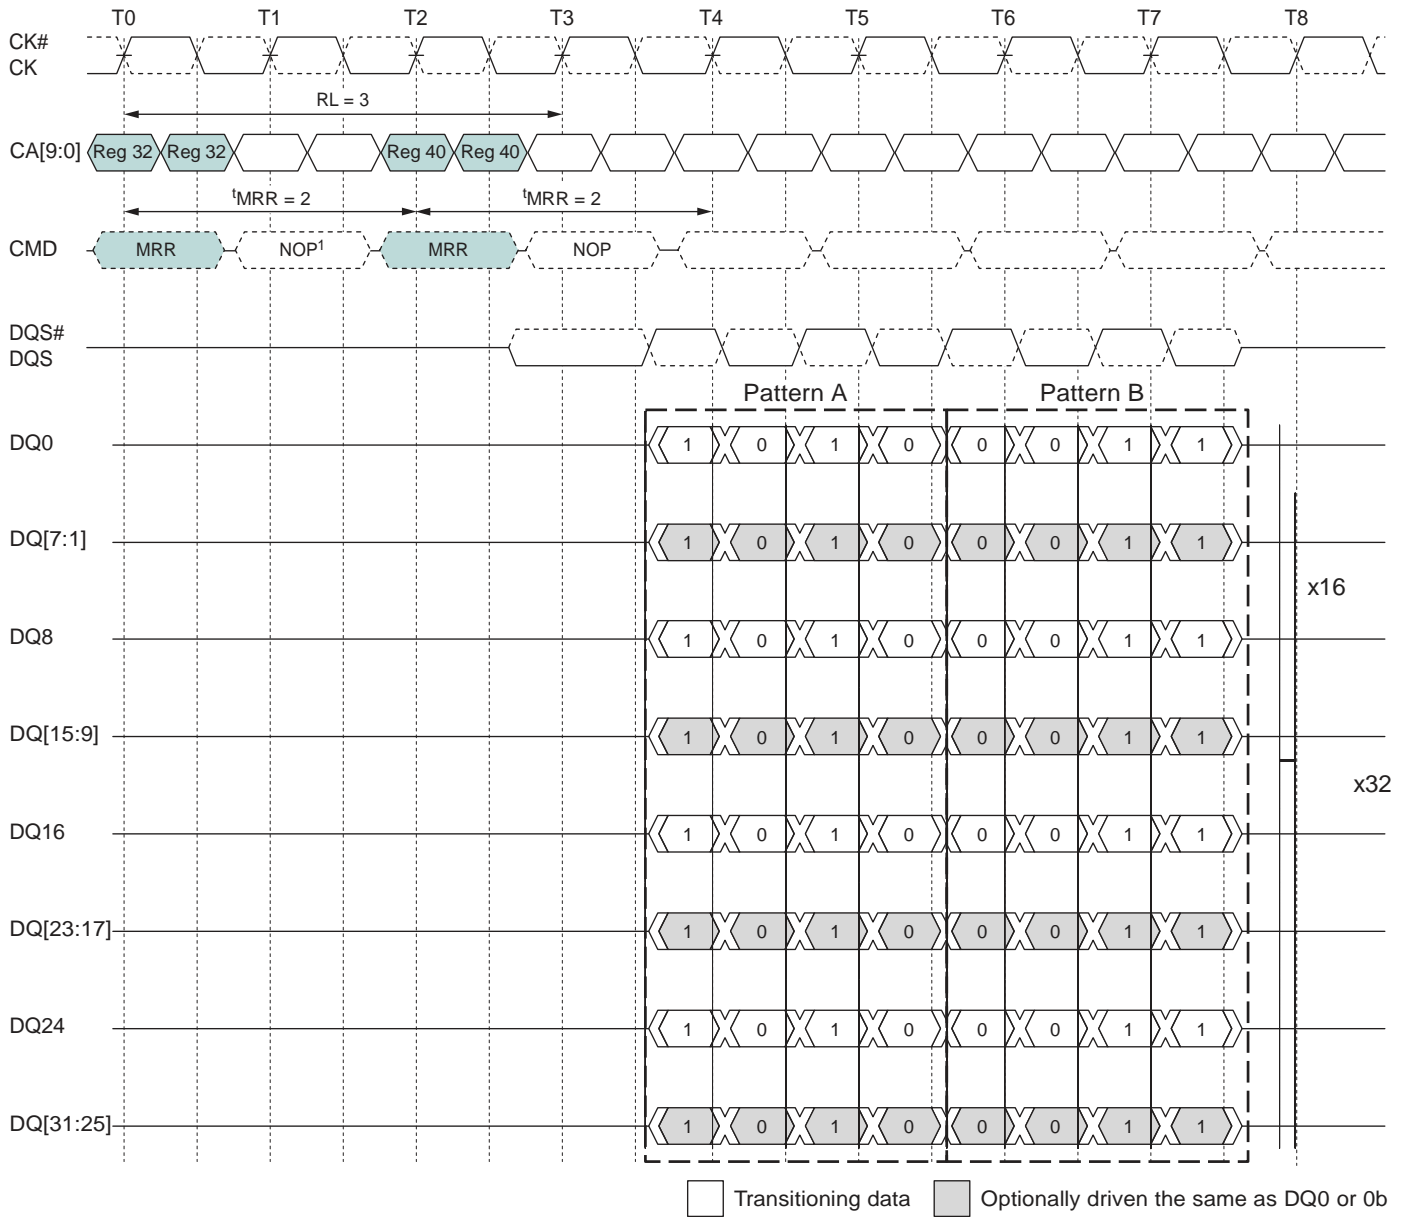 T0 T1 T2 T3 T4 T5 T6 T7 T8
CK#
CK
RL = 3
CA[9:0] Reg 32 Reg 32 Reg 40 Reg 40
tMRR = 2 tMRR = 2
CMD MRR NOP1 MRR NOP
DQS#
DQS
Pattern A Pattern B
DQ0 1 0 1 0 0 0 1 1
DQ[7:1] 1 0 1 0 0 0 1 1
x16
DQ8 1 0 1 0 0 0 1 1
DQ[15:9] 1 0 1 0 0 0 1 1
x32
DQ16 1 0 1 0 0 0 1 1
DQ[23:17] 1 0 1 0 0 0 1 1
DQ24 1 0 1 0 0 0 1 1
DQ[31:25] 1 0 1 0 0 0 1 1
Transitioning data Optionally driven the same as DQ0 or 0b